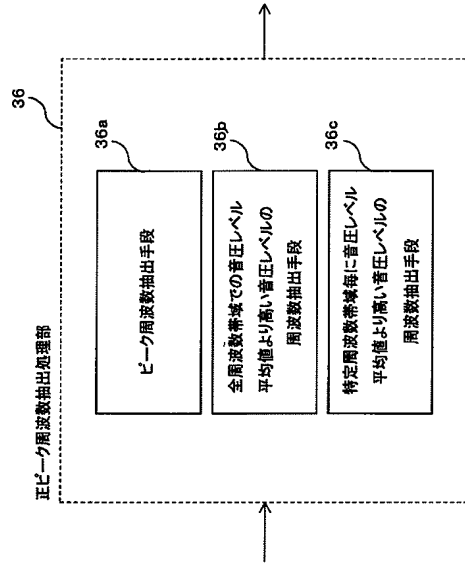 正ピーク周波数抽出処理部
36
36a
ピーク周波数抽出手段
36b
全周波数帯域での音圧レベル
平均値より高い音圧レベルの
周波数抽出手段
36c
特定周波数帯域毎に音圧レベル
平均値より高い音圧レベルの
周波数抽出手段